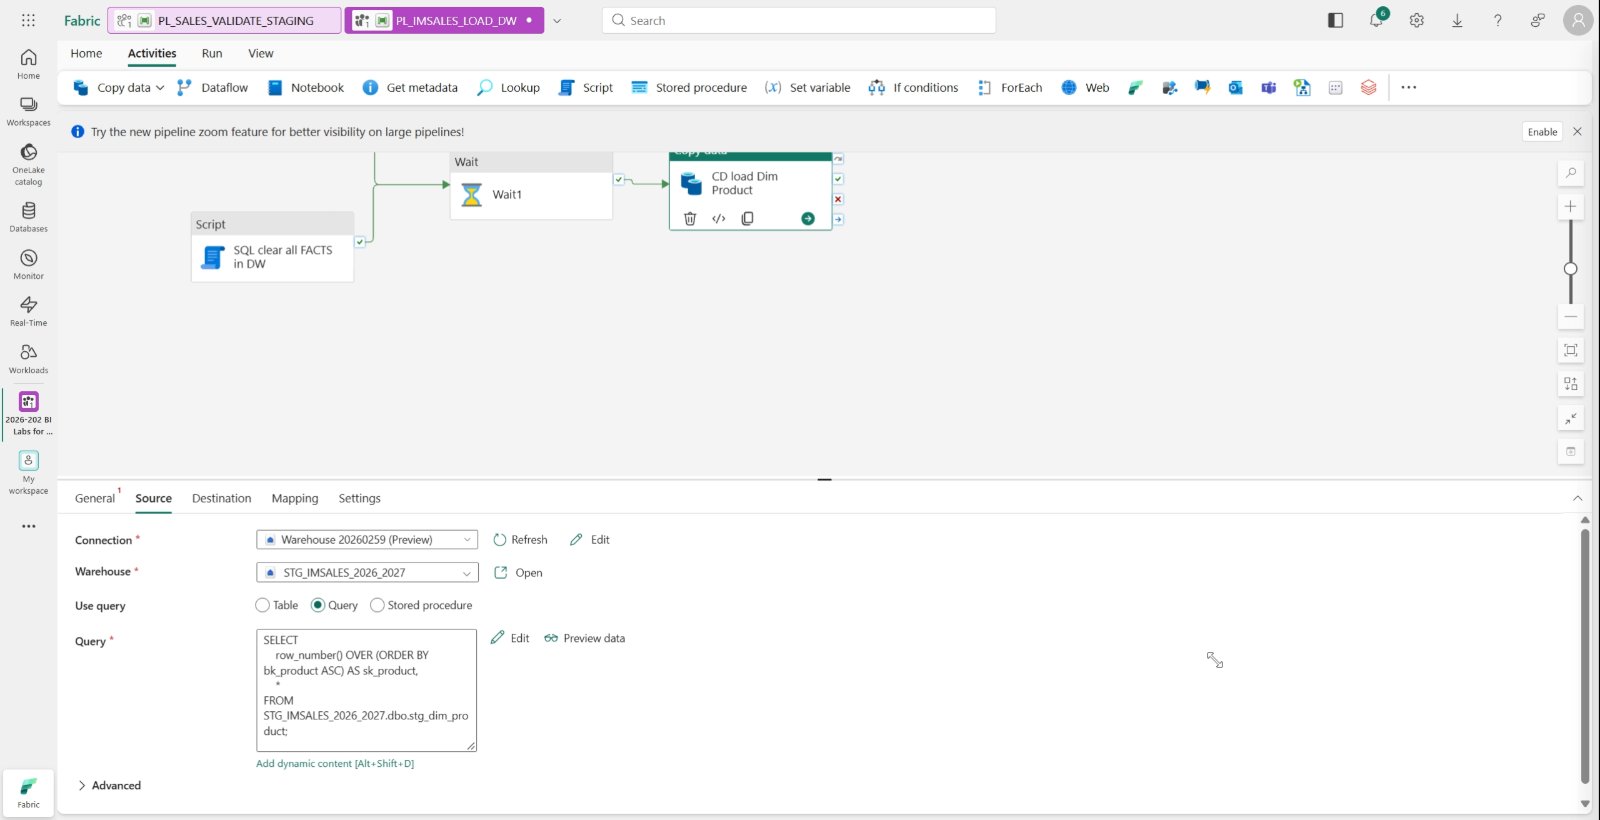 Fabric
PL_SALES_VALIDATE_STAGING
PL_IMSALES_LOAD_DW
Search
6
Home
Activities
Run
View
Copy data
Dataflow
Notebook
Get metadata
Lookup
Script
Stored procedure
(x) Set variable
If conditions
ForEach
Web
Try the new pipeline zoom feature for better visibility on large pipelines!
Enable
Home
Workspaces
OneLake
catalog
Databases
Monitor
Real-Time
Workloads
2026-202 BI
Labs for ...
My
workspace
Fabric
Wait
Wait1
Copy data
CD load Dim
Product
Script
SQL clear all FACTS
in DW
General 1
Source
Destination
Mapping
Settings
Connection *
Warehouse 20260259 (Preview)
Refresh
Edit
Warehouse *
STG_IMSALES_2026_2027
Open
Use query
Table
Query
Stored procedure
Query *
SELECT
row_number() OVER (ORDER BY
bk_product ASC) AS sk_product,
*
FROM
STG_IMSALES_2026_2027.dbo.stg_dim_pro
duct;
Edit
Preview data
Add dynamic content [Alt+Shift+D]
Advanced